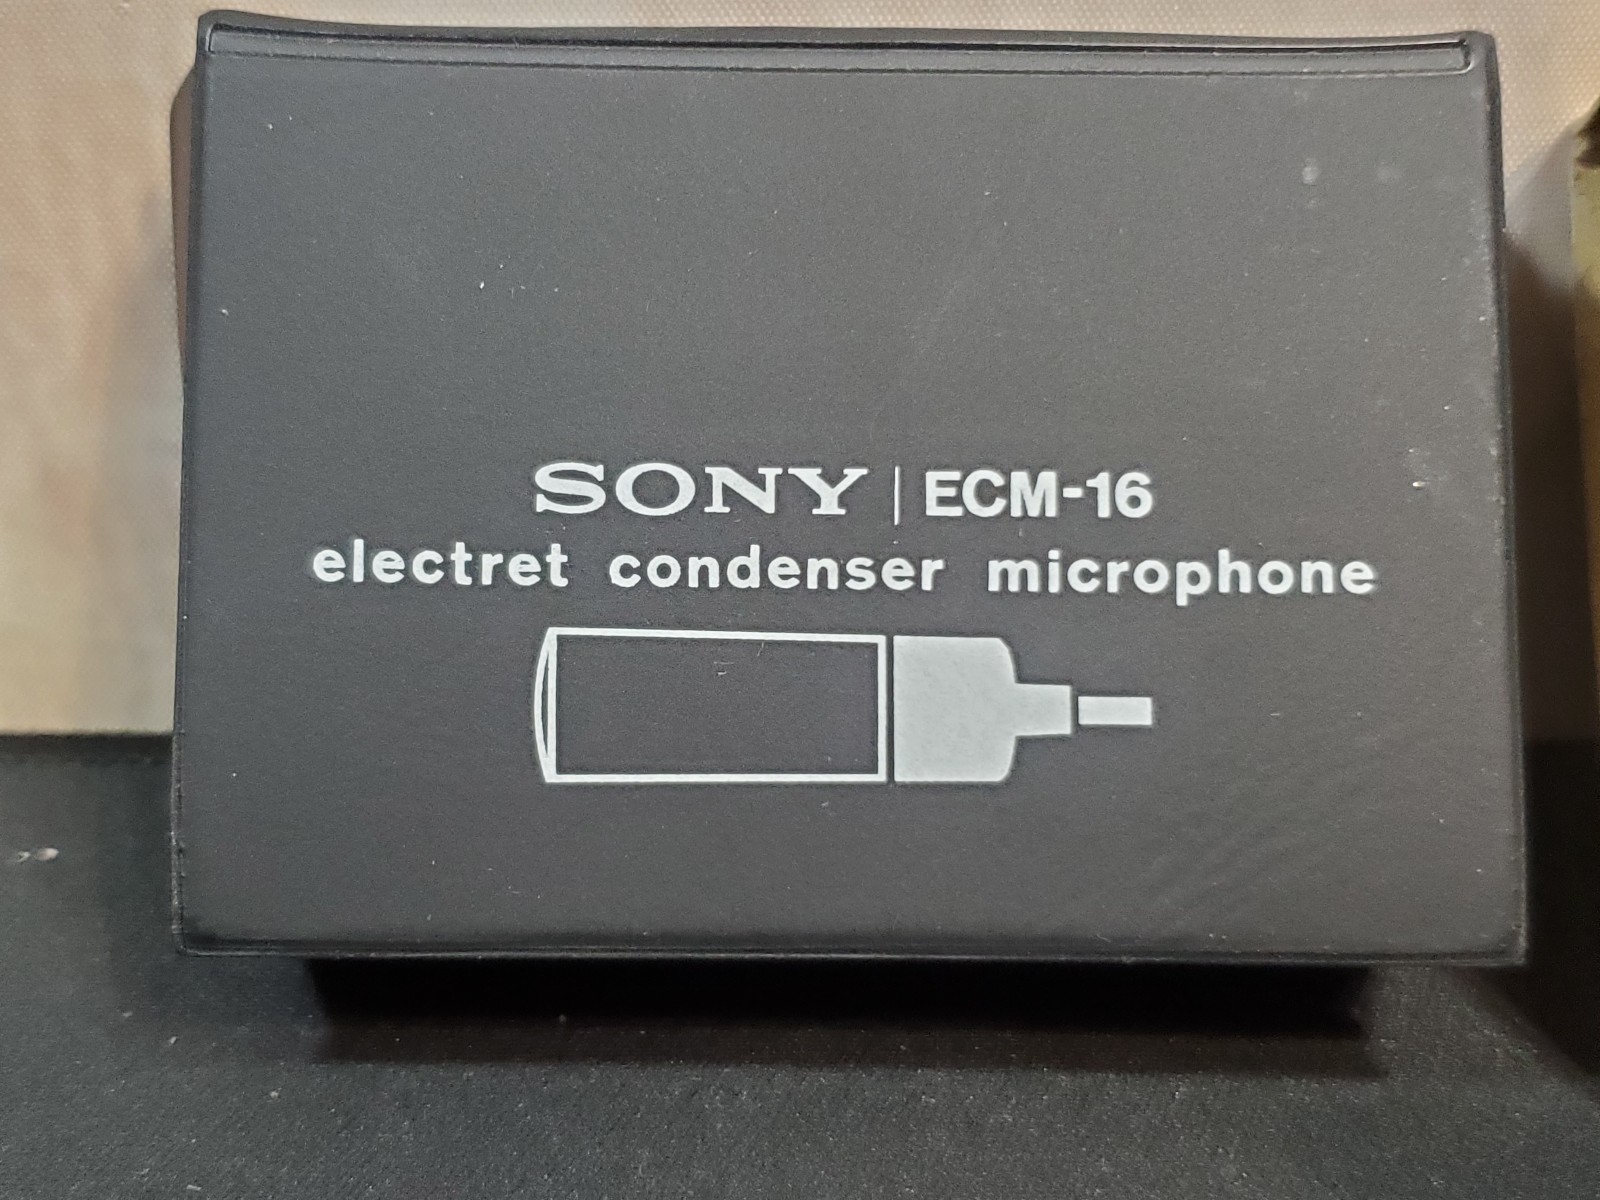 SONY | ECM-16
electret condenser microphone